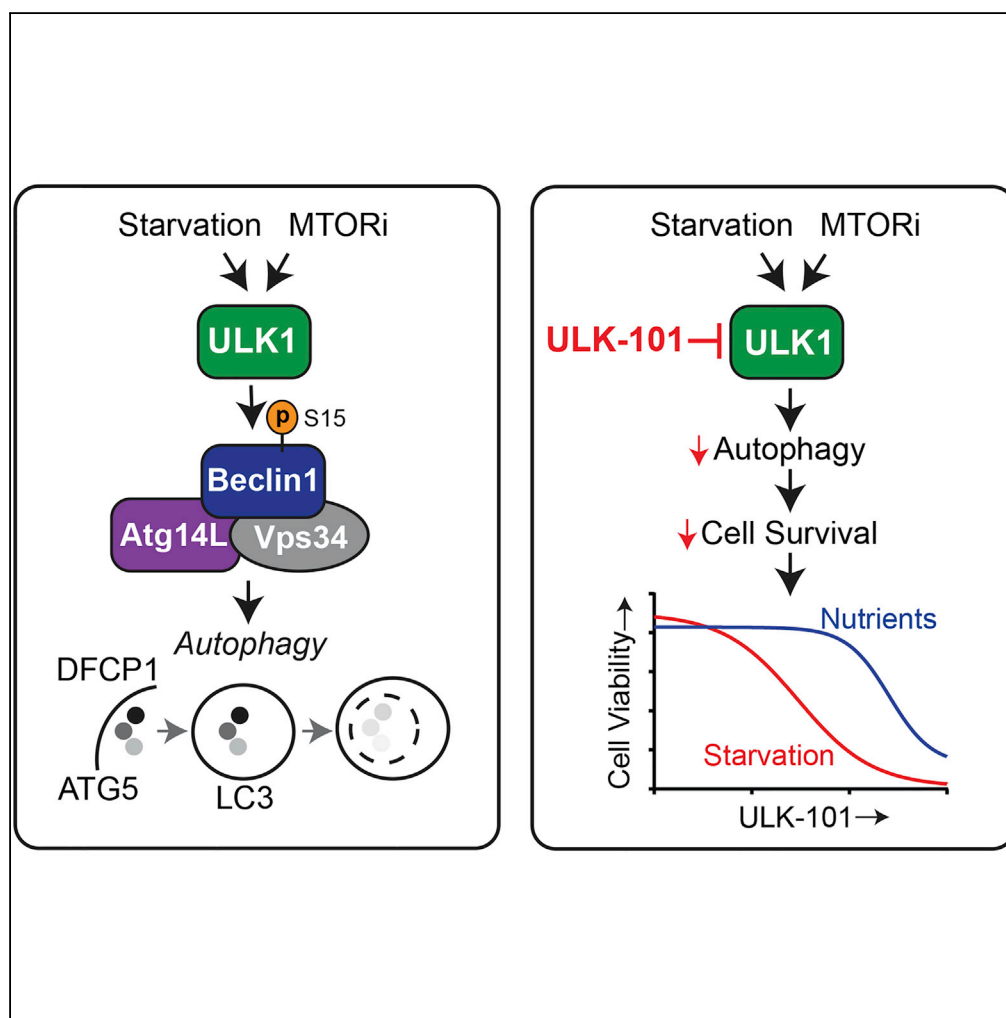 Starvation MTORi
ULK1
p S15
Beclin1
Atg14L Vps34
Autophagy
DFCP1
ATG5
LC3
Starvation MTORi
ULK-101 ULK1
↓ Autophagy
↓ Cell Survival
Cell Viability→
Nutrients
Starvation
ULK-101→